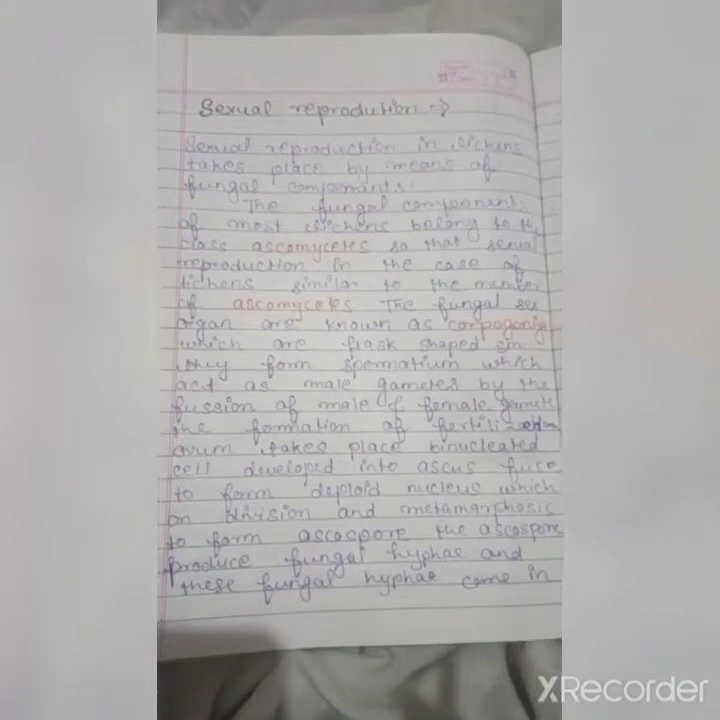 Sexual reprodution ⇒
Sexual reproduction in lichens
takes place by means of
fungal componants.
The fungal component
of most lichens belong to the
class ascomycetes so that sexual
reproduction in the case of
lichens similar to the member
of ascomycetes. The fungal sex
organ are known as carpogonia
which are flask shaped in
they form spermatium which
act as male gametes by the
fussion of male & female gamete
the formation of fertilized
ovum takes place binucleated
cell developed into ascus fuse
to form deploid nucleus which
on division and metamorphosis
to form ascospore the ascospore
produce fungal hyphae and
these fungal hyphae come in
XRecorder